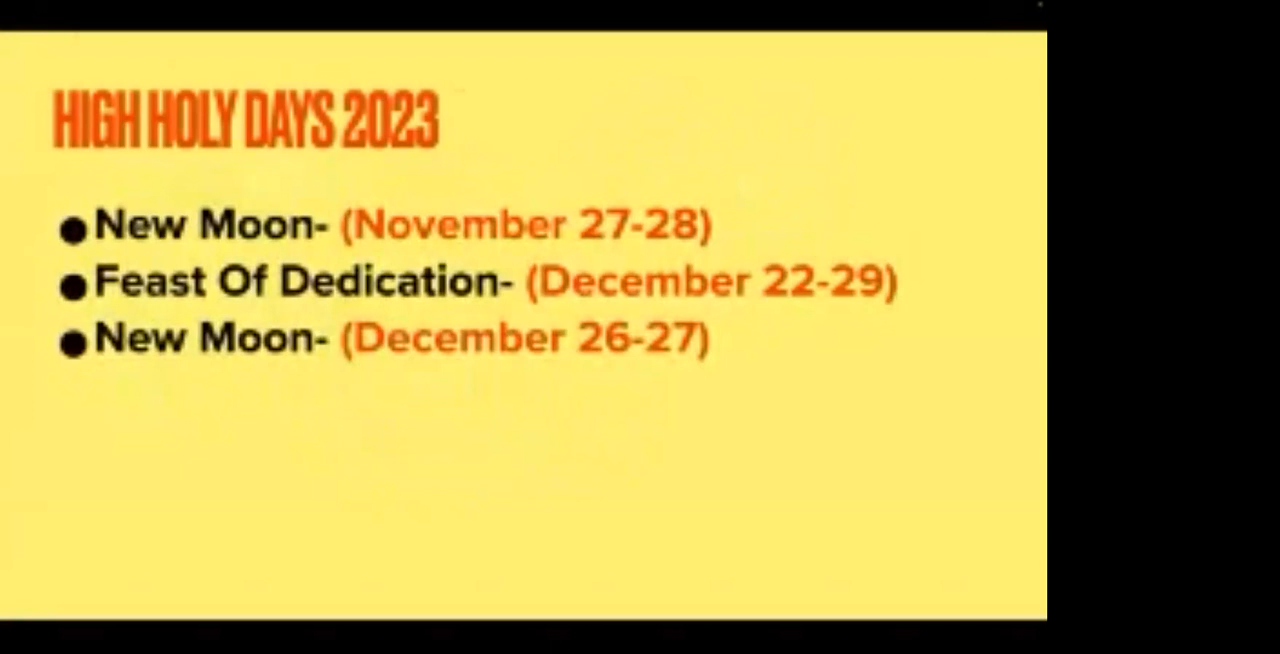 HIGH HOLY DAYS 2023
●New Moon- (November 27-28)
●Feast Of Dedication- (December 22-29)
●New Moon- (December 26-27)